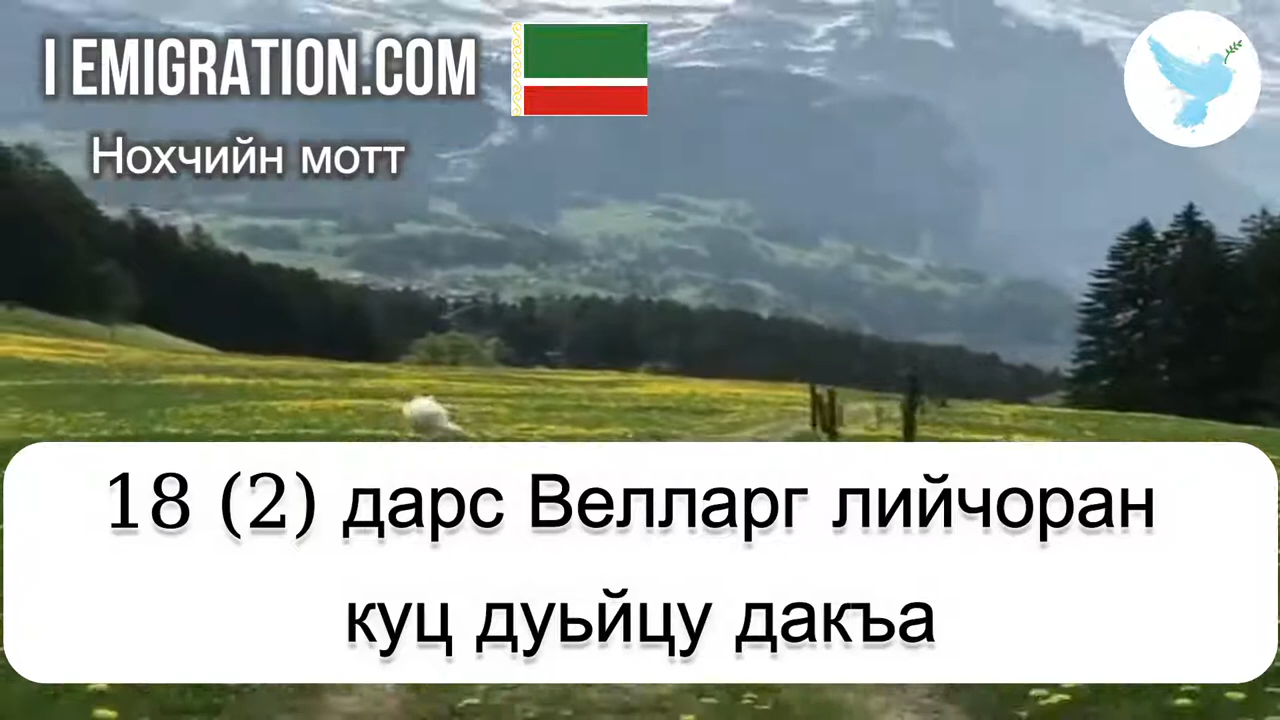 I EMIGRATION.COM
Нохчийн мотт
18 (2) дарс Велларг лийчоран
куц дуьйцу дакъа